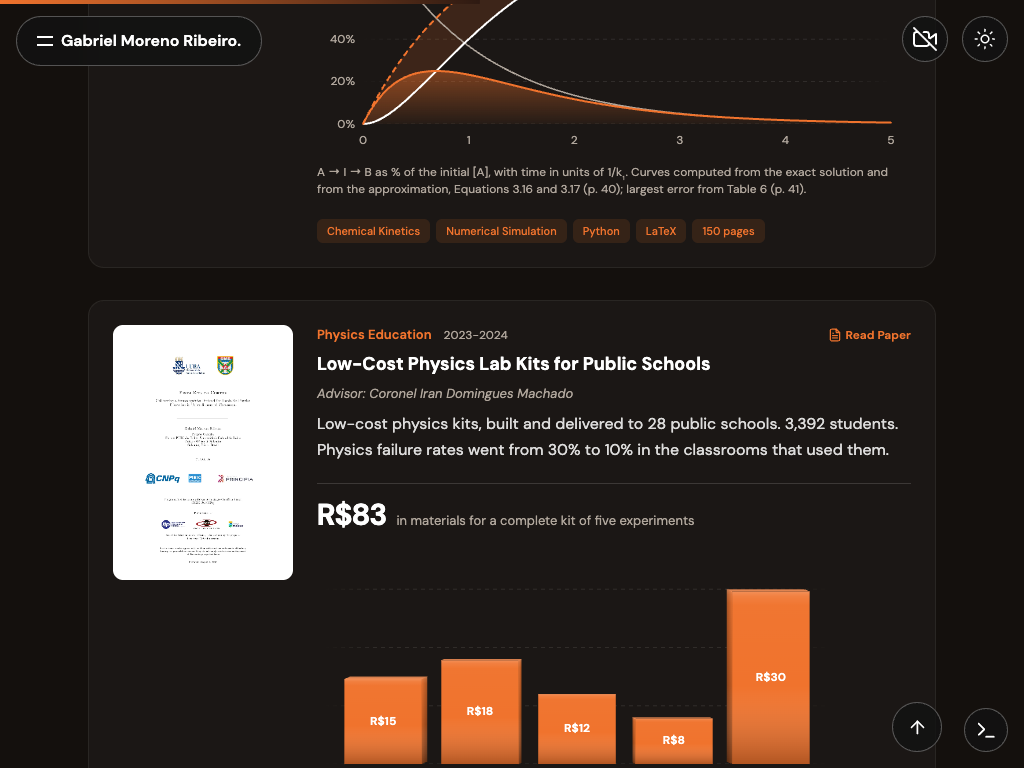 Gabriel Moreno Ribeiro.
40%
20%
0%
0 1 2 3 4 5
A → I → B as % of the initial [A], with time in units of 1/k₁. Curves computed from the exact solution and
from the approximation, Equations 3.16 and 3.17 (p. 40); largest error from Table 6 (p. 41).
Chemical Kinetics Numerical Simulation Python LaTeX 150 pages
Physics Education 2023-2024 Read Paper
Low-Cost Physics Lab Kits for Public Schools
Advisor: Coronel Iran Domingues Machado
Low-cost physics kits, built and delivered to 28 public schools. 3,392 students.
Physics failure rates went from 30% to 10% in the classrooms that used them.
R$83 in materials for a complete kit of five experiments
CNPq
PRINCIPIA
R$15
R$18
R$12
R$8
R$30